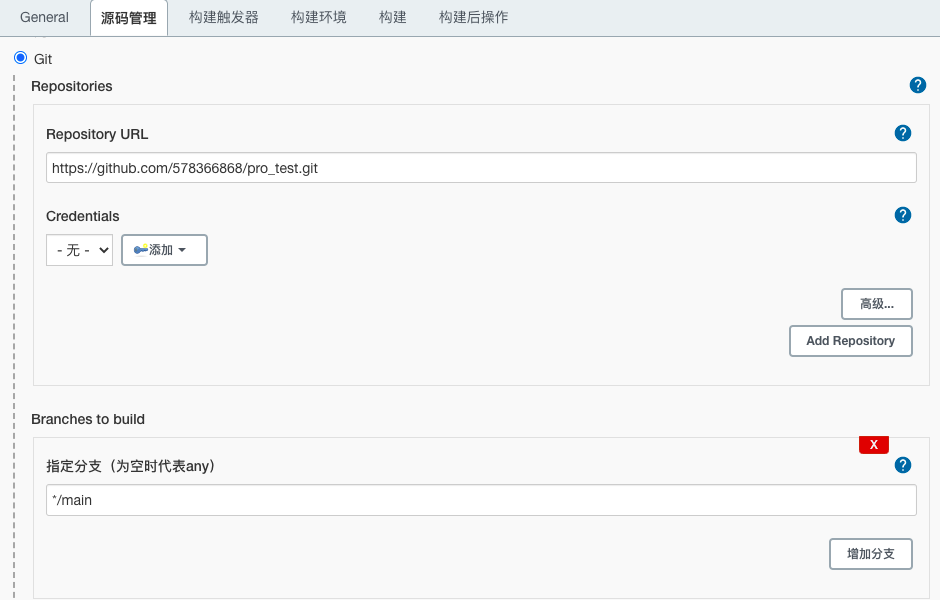 General 源码管理 构建触发器 构建环境 构建 构建后操作
Git
Repositories ?
Repository URL ?
https://github.com/578366868/pro_test.git
Credentials ?
- 无 - 添加
高级...
Add Repository
Branches to build
X
指定分支（为空时代表any） ?
*/main
增加分支